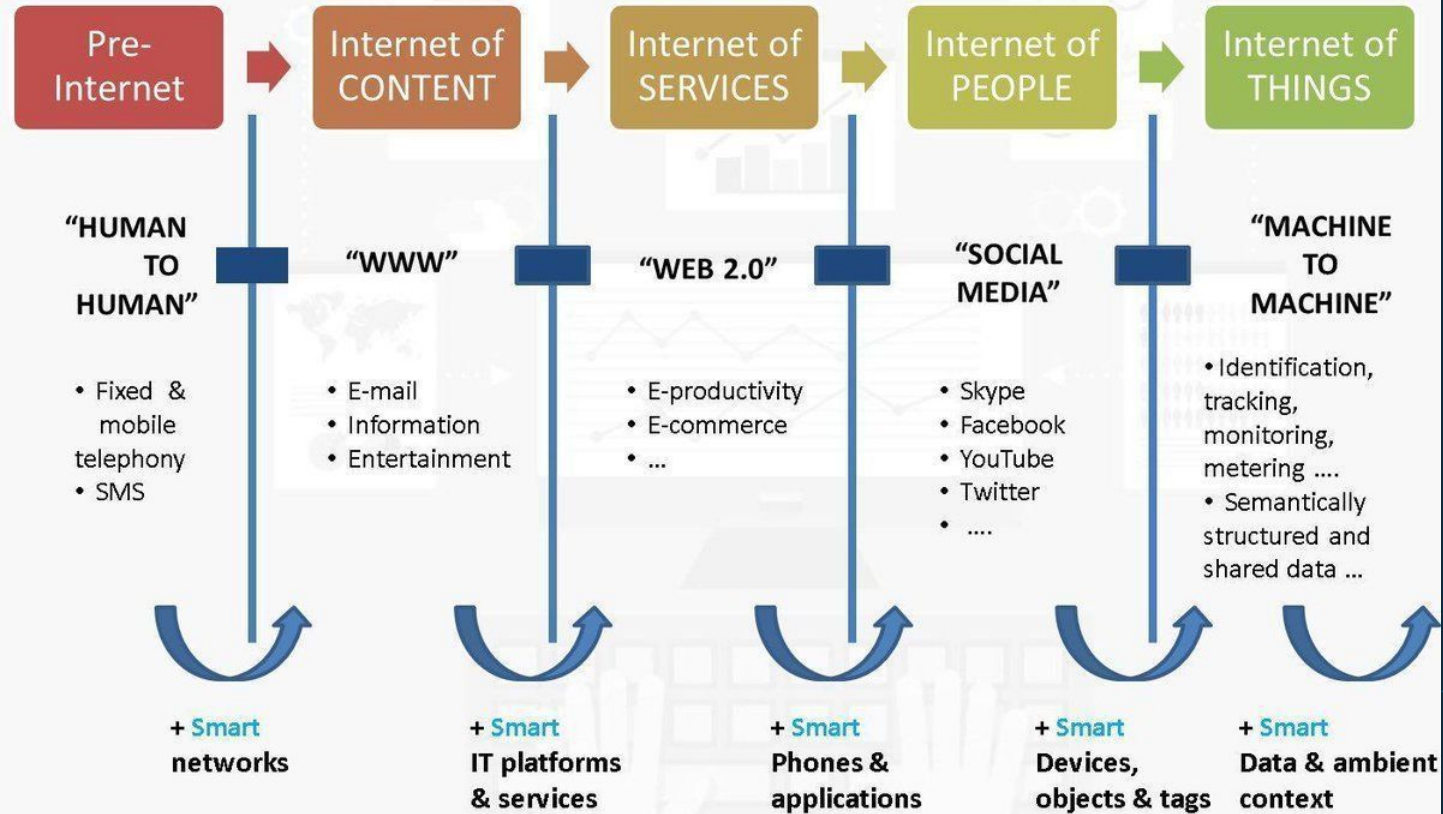 Pre-
Internet
Internet of
CONTENT
Internet of
SERVICES
Internet of
PEOPLE
Internet of
THINGS
“HUMAN
TO
HUMAN”
“WWW”
“WEB 2.0”
“SOCIAL
MEDIA”
“MACHINE
TO
MACHINE”
• Fixed &
mobile
telephony
• SMS
• E-mail
• Information
• Entertainment
• E-productivity
• E-commerce
• ...
• Skype
• Facebook
• YouTube
• Twitter
• ....
• Identification,
tracking,
monitoring,
metering ....
• Semantically
structured and
shared data ...
+ Smart
networks
+ Smart
IT platforms
& services
+ Smart
Phones &
applications
+ Smart
Devices,
objects & tags
+ Smart
Data & ambient
context